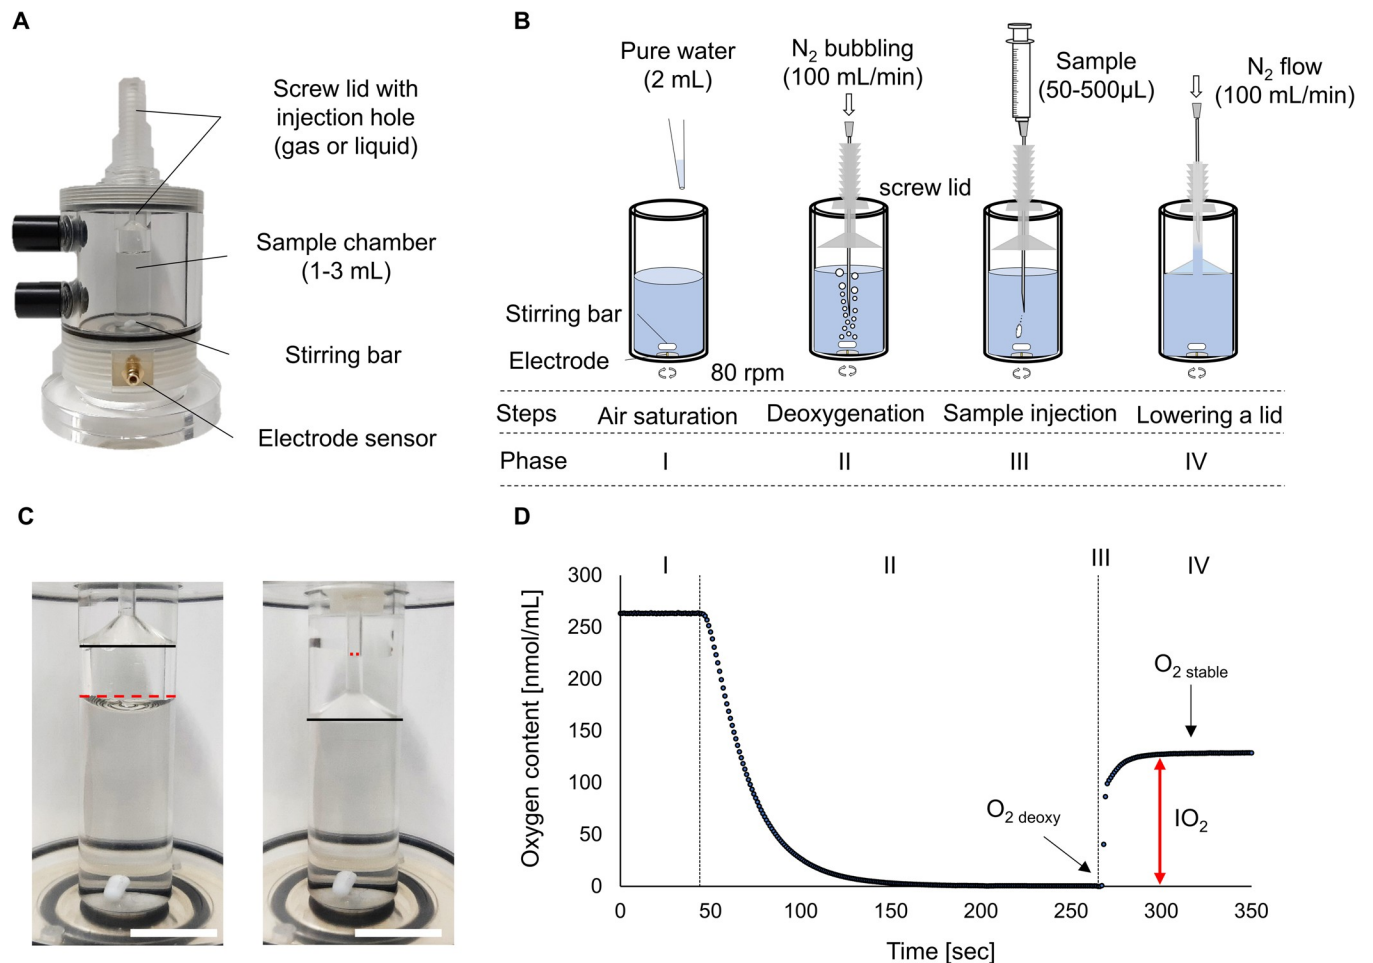 A
Screw lid with
injection hole
(gas or liquid)
Sample chamber
(1-3 mL)
Stirring bar
Electrode sensor
B
Pure water
(2 mL)
N2 bubbling
(100 mL/min)
Sample
(50-500µL)
N2 flow
(100 mL/min)
screw lid
Stirring bar
Electrode
80 rpm
Steps Air saturation Deoxygenation Sample injection Lowering a lid
Phase I II III IV
C
D
I II III IV
Oxygen content [nmol/mL]
300
250
200
150
100
50
0
O2 stable
O2 deoxy
IO2
0 50 100 150 200 250 300 350
Time [sec]